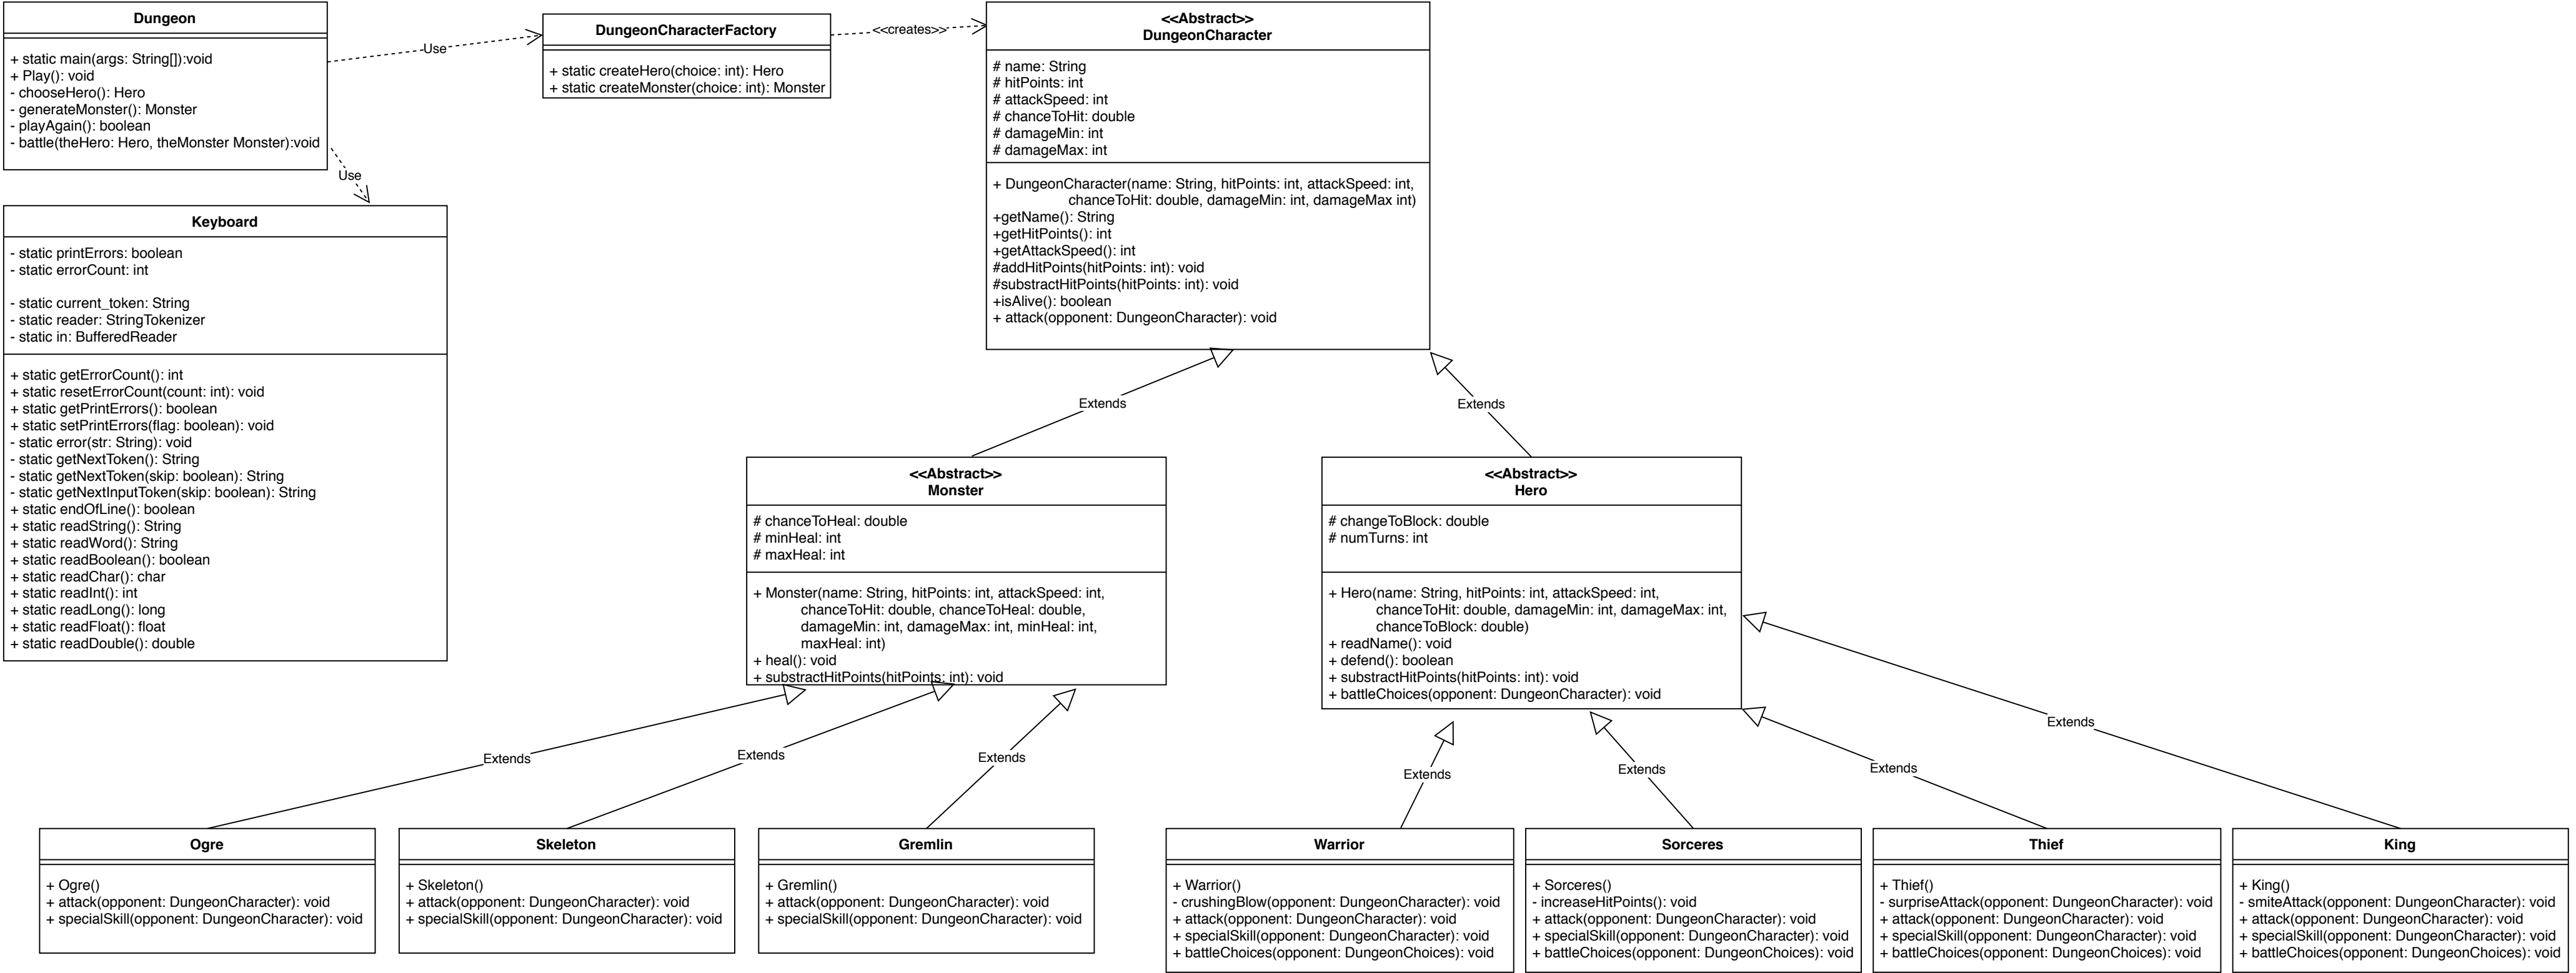 Dungeon
+ static main(args: String[]):void
+ Play(): void
- chooseHero(): Hero
- generateMonster(): Monster
- playAgain(): boolean
- battle(theHero: Hero, theMonster Monster):void
Use
DungeonCharacterFactory
+ static createHero(choice: int): Hero
+ static createMonster(choice: int): Monster
<<creates>>
<<Abstract>>
DungeonCharacter
# name: String
# hitPoints: int
# attackSpeed: int
# chanceToHit: double
# damageMin: int
# damageMax: int
+ DungeonCharacter(name: String, hitPoints: int, attackSpeed: int,
chanceToHit: double, damageMin: int, damageMax int)
+getName(): String
+getHitPoints(): int
+getAttackSpeed(): int
#addHitPoints(hitPoints: int): void
#substractHitPoints(hitPoints: int): void
+isAlive(): boolean
+ attack(opponent: DungeonCharacter): void
Use
Keyboard
- static printErrors: boolean
- static errorCount: int
- static current_token: String
- static reader: StringTokenizer
- static in: BufferedReader
+ static getErrorCount(): int
+ static resetErrorCount(count: int): void
+ static getPrintErrors(): boolean
+ static setPrintErrors(flag: boolean): void
- static error(str: String): void
- static getNextToken(): String
- static getNextToken(skip: boolean): String
- static getNextInputToken(skip: boolean): String
+ static endOfLine(): boolean
+ static readString(): String
+ static readWord(): String
+ static readBoolean(): boolean
+ static readChar(): char
+ static readInt(): int
+ static readLong(): long
+ static readFloat(): float
+ static readDouble(): double
Extends
Extends
<<Abstract>>
Monster
# chanceToHeal: double
# minHeal: int
# maxHeal: int
+ Monster(name: String, hitPoints: int, attackSpeed: int,
chanceToHit: double, chanceToHeal: double,
damageMin: int, damageMax: int, minHeal: int,
maxHeal: int)
+ heal(): void
+ substractHitPoints(hitPoints: int): void
<<Abstract>>
Hero
# changeToBlock: double
# numTurns: int
+ Hero(name: String, hitPoints: int, attackSpeed: int,
chanceToHit: double, damageMin: int, damageMax: int,
chanceToBlock: double)
+ readName(): void
+ defend(): boolean
+ substractHitPoints(hitPoints: int): void
+ battleChoices(opponent: DungeonCharacter): void
Extends
Extends
Extends
Extends
Extends
Extends
Extends
Ogre
+ Ogre()
+ attack(opponent: DungeonCharacter): void
+ specialSkill(opponent: DungeonCharacter): void
Skeleton
+ Skeleton()
+ attack(opponent: DungeonCharacter): void
+ specialSkill(opponent: DungeonCharacter): void
Gremlin
+ Gremlin()
+ attack(opponent: DungeonCharacter): void
+ specialSkill(opponent: DungeonCharacter): void
Warrior
+ Warrior()
- crushingBlow(opponent: DungeonCharacter): void
+ attack(opponent: DungeonCharacter): void
+ specialSkill(opponent: DungeonCharacter): void
+ battleChoices(opponent: DungeonChoices): void
Sorceres
+ Sorceres()
- increaseHitPoints(): void
+ attack(opponent: DungeonCharacter): void
+ specialSkill(opponent: DungeonCharacter): void
+ battleChoices(opponent: DungeonChoices): void
Thief
+ Thief()
- surpriseAttack(opponent: DungeonCharacter): void
+ attack(opponent: DungeonCharacter): void
+ specialSkill(opponent: DungeonCharacter): void
+ battleChoices(opponent: DungeonChoices): void
King
+ King()
- smiteAttack(opponent: DungeonCharacter): void
+ attack(opponent: DungeonCharacter): void
+ specialSkill(opponent: DungeonCharacter): void
+ battleChoices(opponent: DungeonChoices): void